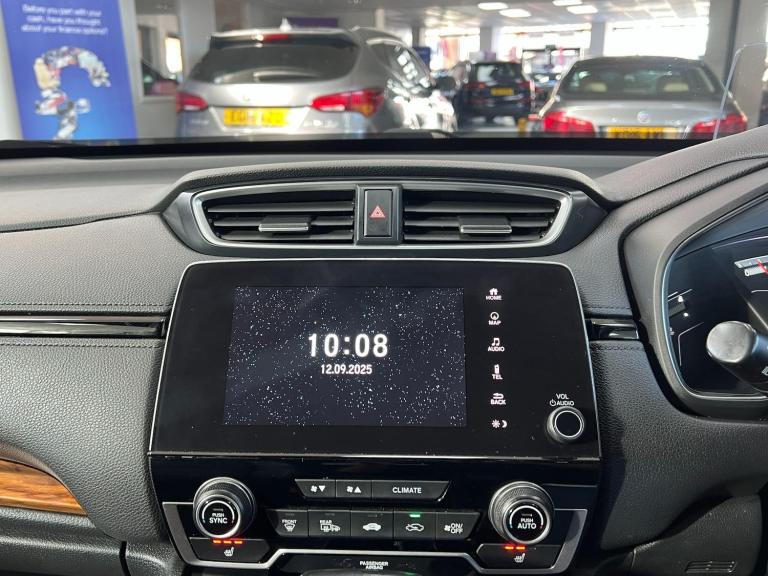 Before you part with your
cash, have you thought
about your finance options?
10:08
12.09.2025
HOME
MAP
AUDIO
TEL
BACK
VOL
AUDIO
CLIMATE
PUSH
SYNC
FRONT
REAR
ON/
OFF
PUSH
AUTO
PASSENGER
AIRBAG
0